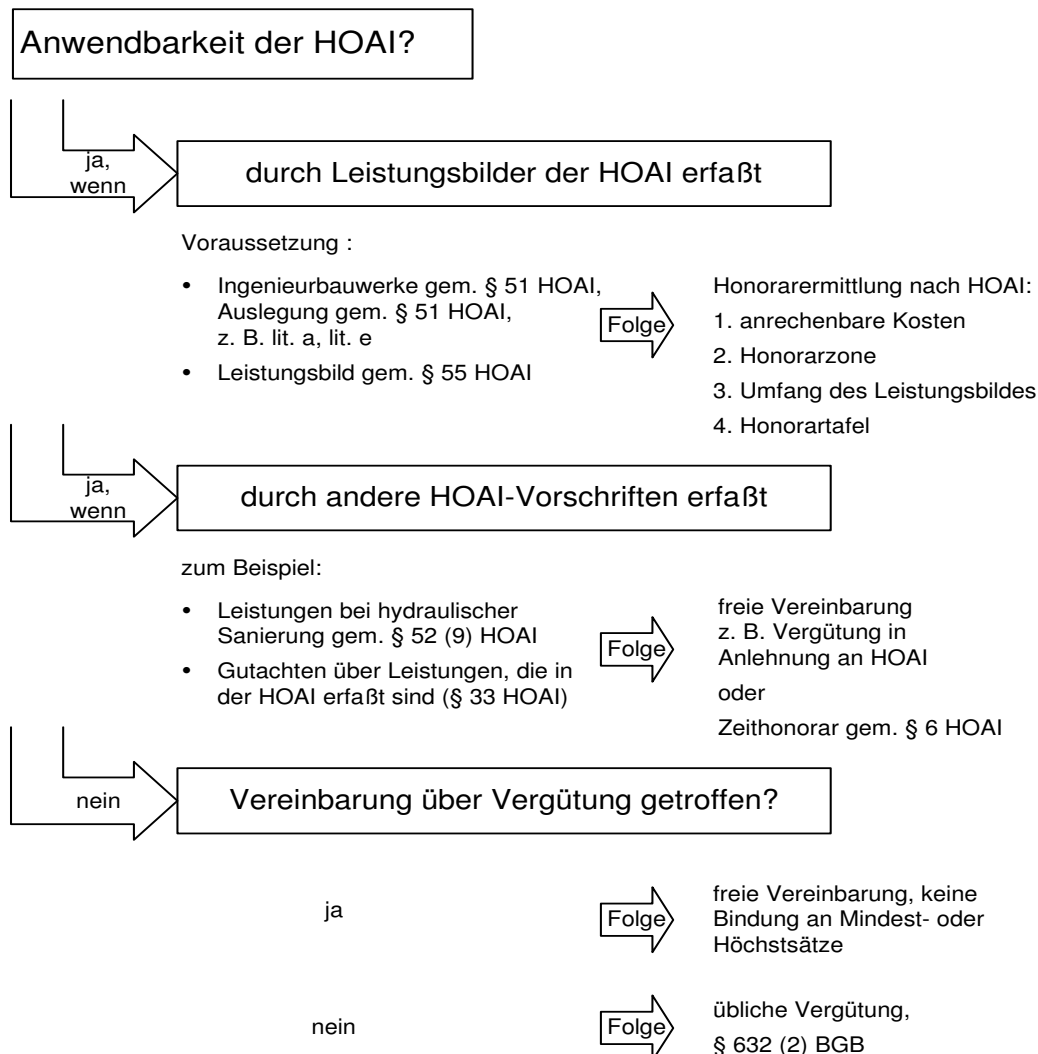 Anwendbarkeit der HOAI?
ja,
wenn
durch Leistungsbilder der HOAI erfaßt
Voraussetzung :
• Ingenieurbauwerke gem. § 51 HOAI,
Auslegung gem. § 51 HOAI,
z. B. lit. a, lit. e
• Leistungsbild gem. § 55 HOAI
Folge
Honorarermittlung nach HOAI:
1. anrechenbare Kosten
2. Honorarzone
3. Umfang des Leistungsbildes
4. Honorartafel
ja,
wenn
durch andere HOAI-Vorschriften erfaßt
zum Beispiel:
• Leistungen bei hydraulischer
Sanierung gem. § 52 (9) HOAI
• Gutachten über Leistungen, die in
der HOAI erfaßt sind (§ 33 HOAI)
Folge
freie Vereinbarung
z. B. Vergütung in
Anlehnung an HOAI
oder
Zeithonorar gem. § 6 HOAI
nein
Vereinbarung über Vergütung getroffen?
ja
Folge
freie Vereinbarung, keine
Bindung an Mindest- oder
Höchstsätze
nein
Folge
übliche Vergütung,
§ 632 (2) BGB